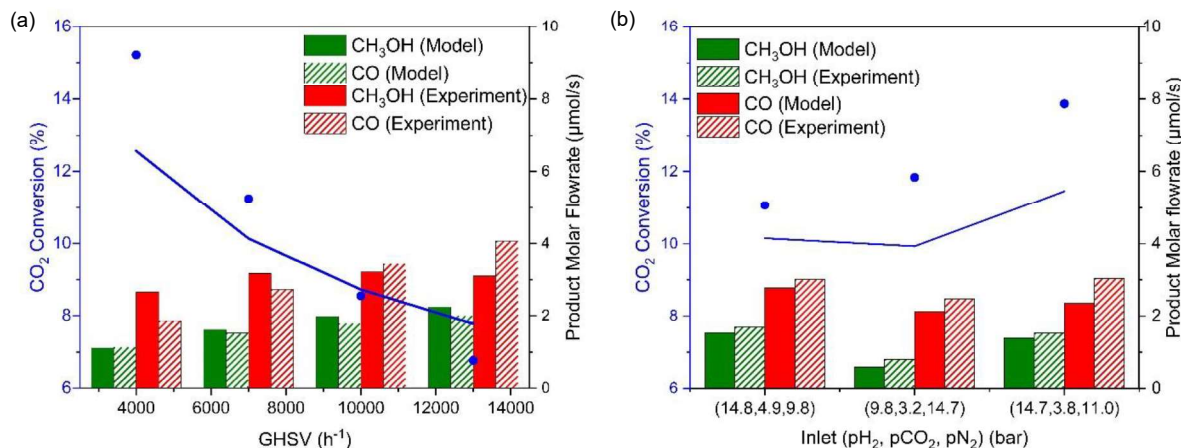 (a)
16
14
12
10
8
6
CO₂ Conversion (%)
CH₃OH (Model)
CO (Model)
CH₃OH (Experiment)
CO (Experiment)
10
8
6
4
2
0
Product Molar Flowrate (μmol/s)
4000 6000 8000 10000 12000 14000
GHSV (h⁻¹)
(b)
16
14
12
10
8
6
CO₂ Conversion (%)
CH₃OH (Model)
CH₃OH (Experiment)
CO (Model)
CO (Experiment)
10
8
6
4
2
0
Product Molar flowrate (μmol/s)
(14.8,4.9,9.8) (9.8,3.2,14.7) (14.7,3.8,11.0)
Inlet (pH₂, pCO₂, pN₂) (bar)